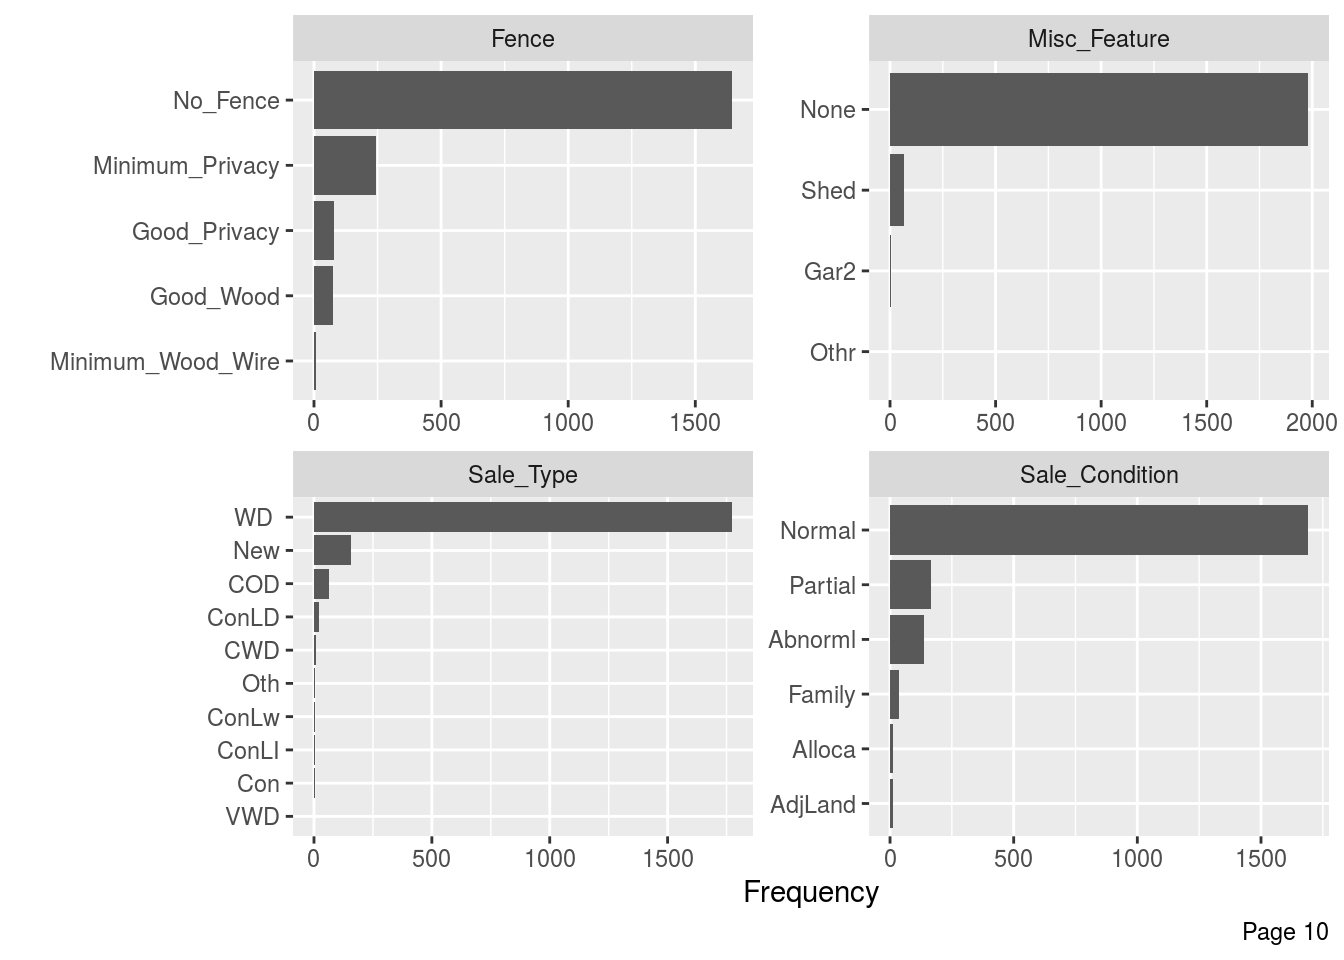 Fence
No_Fence
Minimum_Privacy
Good_Privacy
Good_Wood
Minimum_Wood_Wire
0 500 1000 1500
Misc_Feature
None
Shed
Gar2
Othr
0 500 1000 1500 2000
Sale_Type
WD
New
COD
ConLD
CWD
Oth
ConLw
ConLI
Con
VWD
0 500 1000 1500
Sale_Condition
Normal
Partial
Abnorml
Family
Alloca
AdjLand
0 500 1000 1500
Frequency
Page 10